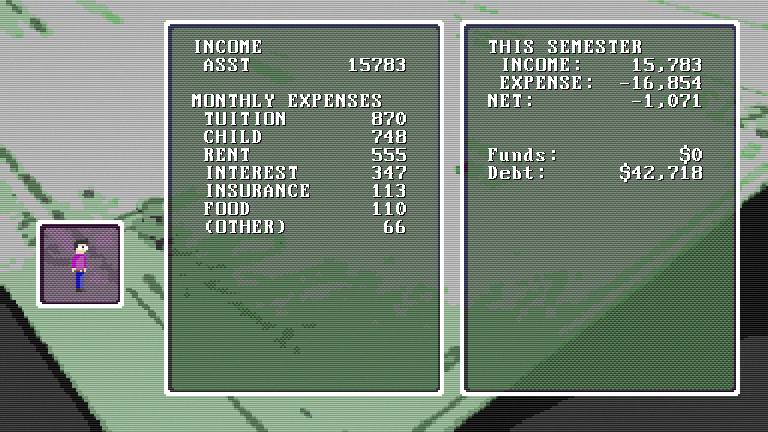 INCOME
ASST 15783
MONTHLY EXPENSES
TUITION 870
CHILD 748
RENT 555
INTEREST 347
INSURANCE 113
FOOD 110
(OTHER) 66
THIS SEMESTER
INCOME: 15,783
EXPENSE: -16,854
NET: -1,071
Funds: $0
Debt: $42,718